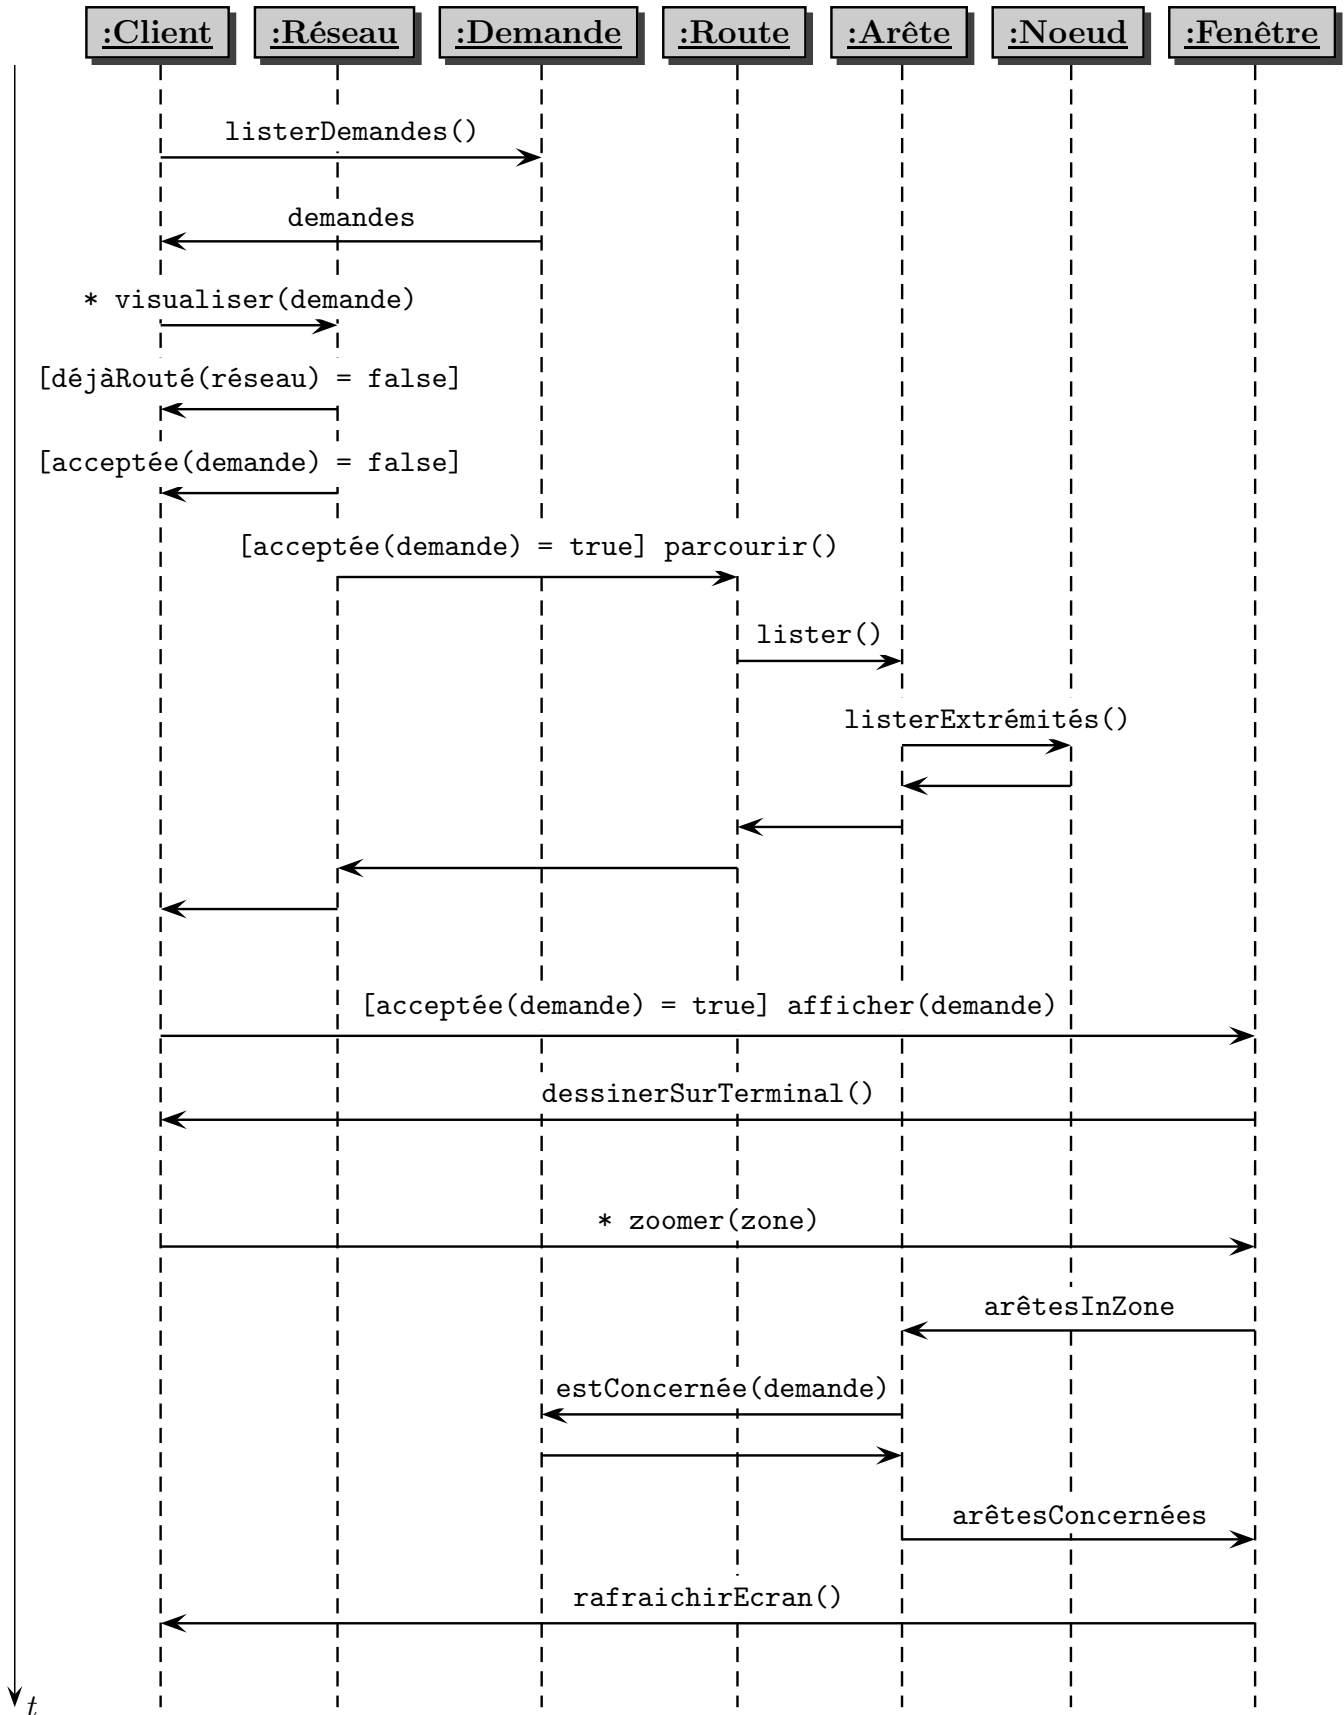 :Client :Réseau :Demande :Route :Arête :Noeud :Fenêtre
listerDemandes()
demandes
* visualiser(demande)
[déjàRouté(réseau) = false]
[acceptée(demande) = false]
[acceptée(demande) = true] parcourir()
lister()
listerExtrémités()
[acceptée(demande) = true] afficher(demande)
dessinerSurTerminal()
* zoomer(zone)
arêtesInZone
estConcernée(demande)
arêtesConcernées
rafraichirEcran()
t